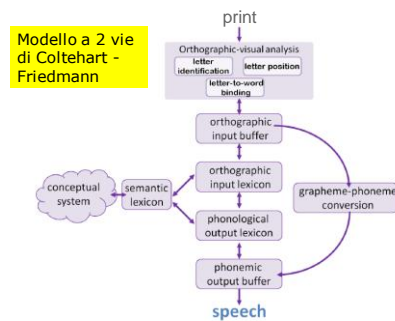 print
Modello a 2 vie
di Coltehart -
Friedmann
Orthographic-visual analysis
letter
identification
letter position
letter-to-word
binding
orthographic
input buffer
conceptual
system
semantic
lexicon
orthographic
input lexicon
grapheme-phoneme
conversion
phonological
output lexicon
phonemic
output buffer
speech